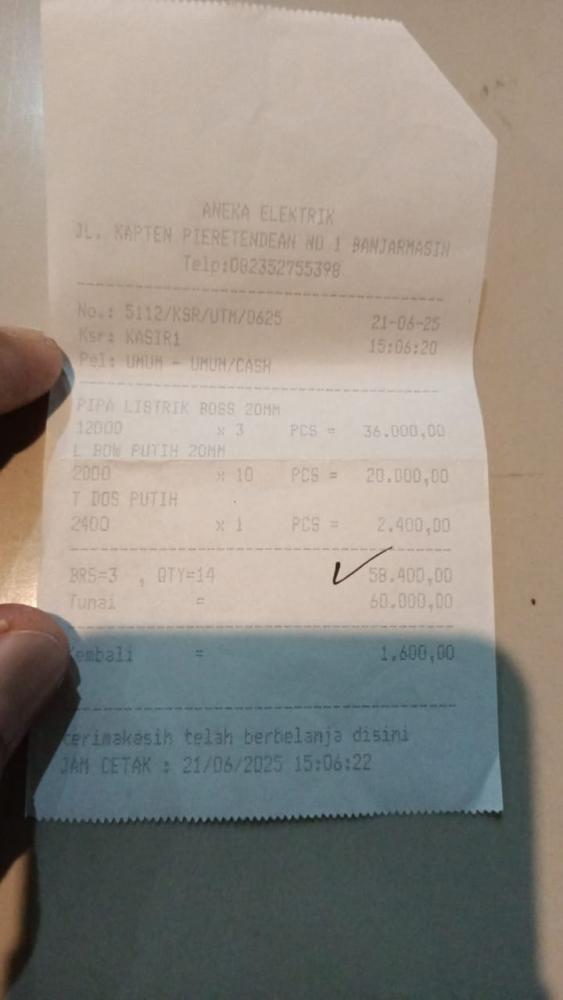 ANEKA ELEKTRIK
JL. KAPTEN PIERETENDEAN NO 1 BANJARMASIN
Telp:082352755398
No.: 5112/KSR/UTM/0625 21-06-25
Ksr: KASIR1 15:06:20
Pel: UMUM - UMUM/CASH
PIPA LISTRIK BOSS 20MM
12000 x 3 PCS = 36.000,00
L BOW PUTIH 20MM
2000 x 10 PCS = 20.000,00
T DOS PUTIH
2400 x 1 PCS = 2.400,00
BRS=3 , QTY=14 58.400,00
Tunai = 60.000,00
Kembali = 1.600,00
terimakasih telah berbelanja disini
JAM CETAK : 21/06/2025 15:06:22